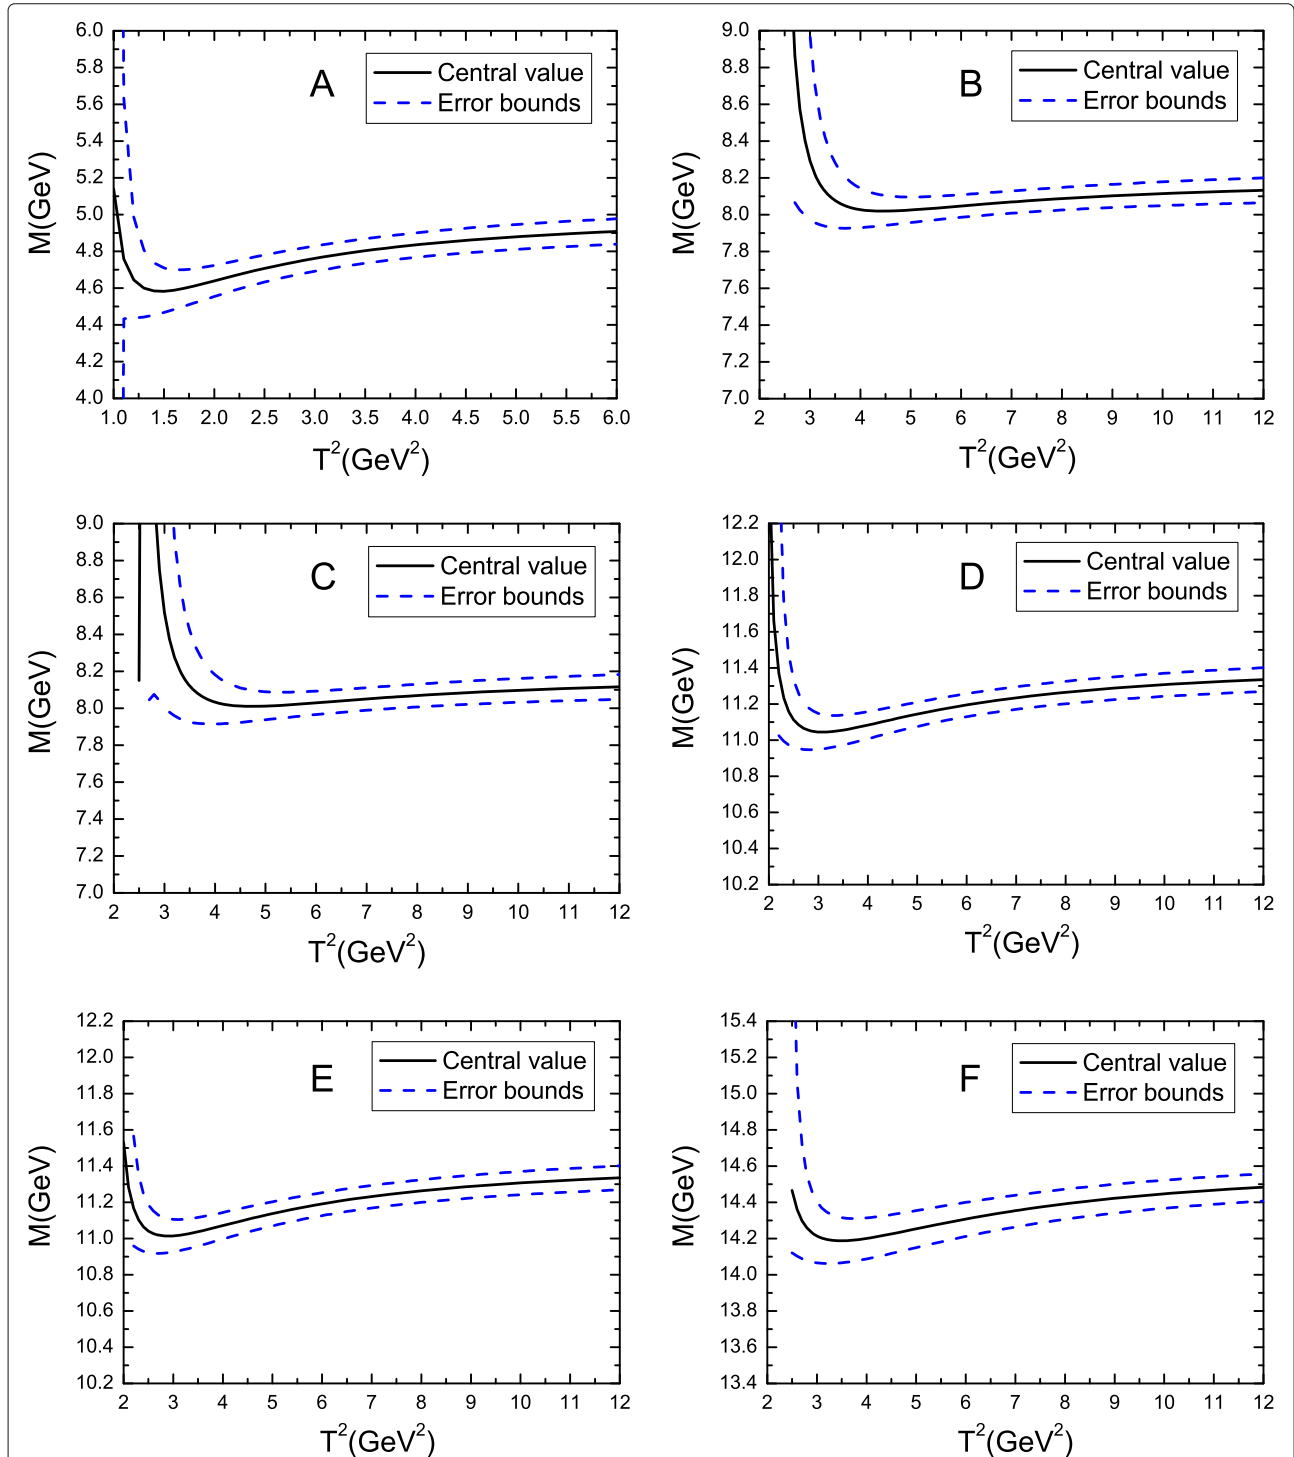 6.0
5.8
5.6
5.4
5.2
5.0
4.8
4.6
4.4
4.2
4.0
M(GeV)
A
Central value
Error bounds
1.0 1.5 2.0 2.5 3.0 3.5 4.0 4.5 5.0 5.5 6.0
T²(GeV²)
9.0
8.8
8.6
8.4
8.2
8.0
7.8
7.6
7.4
7.2
7.0
M(GeV)
B
Central value
Error bounds
2 3 4 5 6 7 8 9 10 11 12
T²(GeV²)
9.0
8.8
8.6
8.4
8.2
8.0
7.8
7.6
7.4
7.2
7.0
M(GeV)
C
Central value
Error bounds
2 3 4 5 6 7 8 9 10 11 12
T²(GeV²)
12.2
12.0
11.8
11.6
11.4
11.2
11.0
10.8
10.6
10.4
10.2
M(GeV)
D
Central value
Error bounds
2 3 4 5 6 7 8 9 10 11 12
T²(GeV²)
12.2
12.0
11.8
11.6
11.4
11.2
11.0
10.8
10.6
10.4
10.2
M(GeV)
E
Central value
Error bounds
2 3 4 5 6 7 8 9 10 11 12
T²(GeV²)
15.4
15.2
15.0
14.8
14.6
14.4
14.2
14.0
13.8
13.6
13.4
M(GeV)
F
Central value
Error bounds
2 3 4 5 6 7 8 9 10 11 12
T²(GeV²)